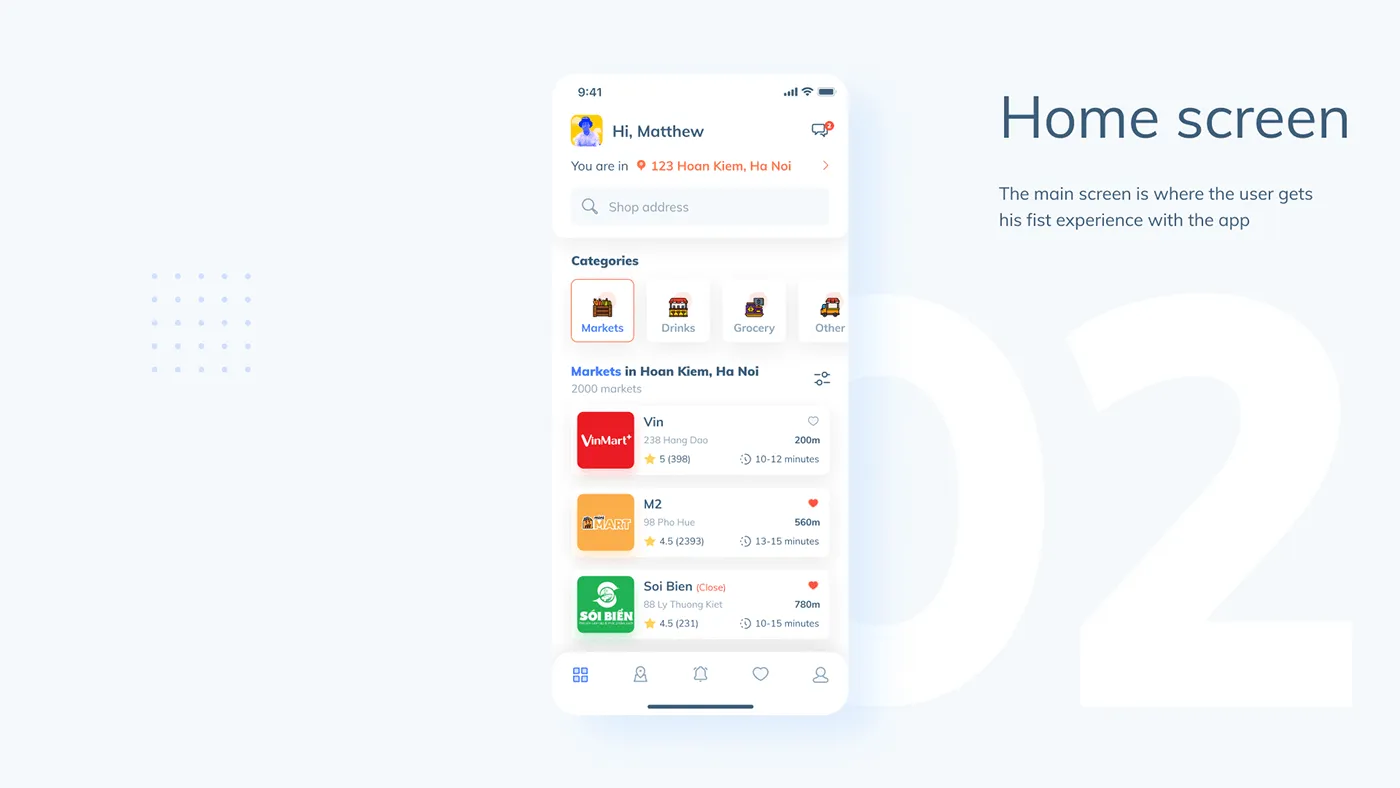 9:41
Hi, Matthew
2
You are in 123 Hoan Kiem, Ha Noi
Shop address
Categories
Markets
Drinks
Grocery
Other
Markets in Hoan Kiem, Ha Noi
2000 markets
VinMart+
Vin
238 Hang Dao
200m
5 (398)
10-12 minutes
MART
M2
98 Pho Hue
560m
4.5 (2393)
13-15 minutes
SÓI BIỂN
Soi Bien (Close)
88 Ly Thuong Kiet
780m
4.5 (231)
10-15 minutes
Home screen
The main screen is where the user gets
his fist experience with the app
02